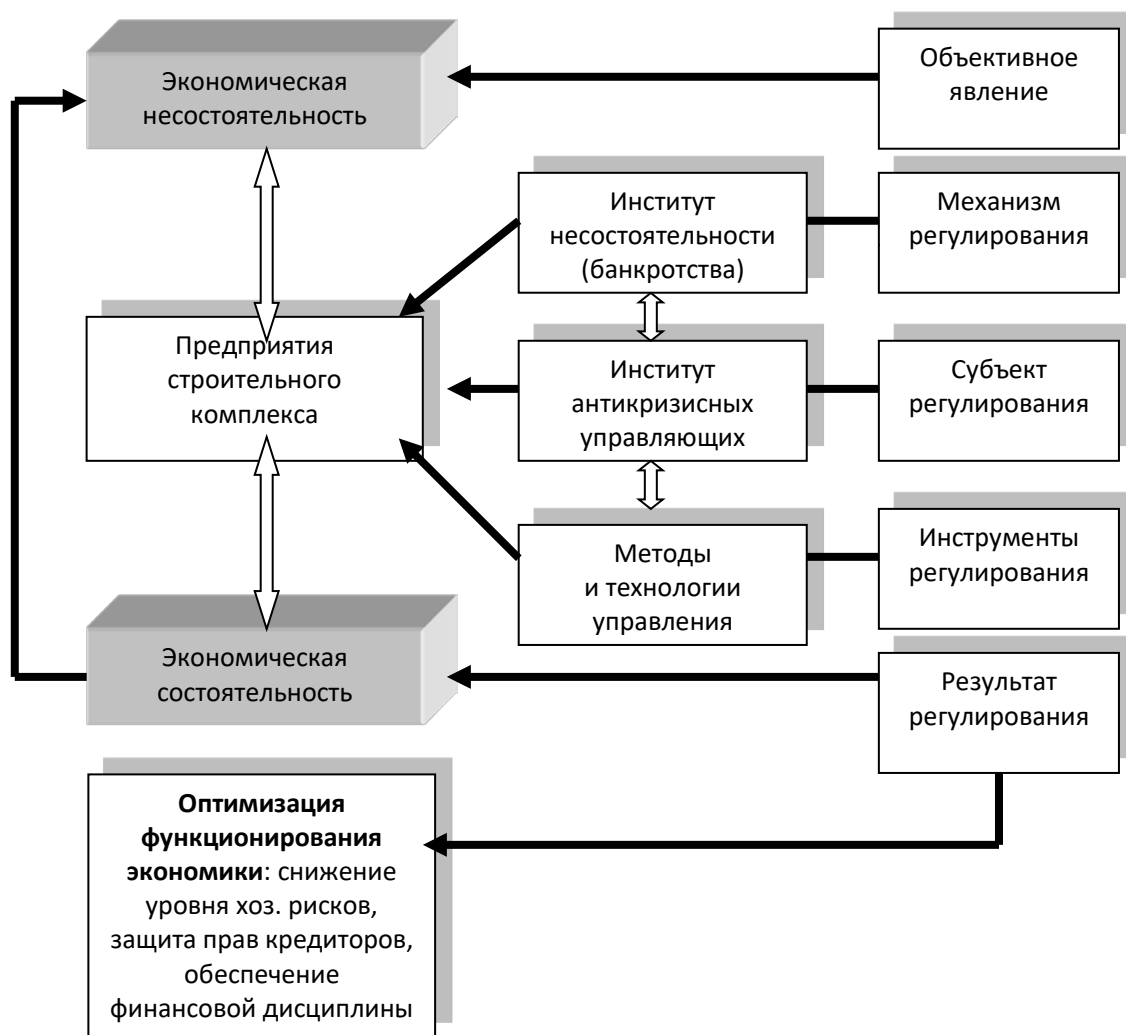 Экономическая
несостоятельность
Объективное
явление
Институт
несостоятельности
(банкротства)
Механизм
регулирования
Предприятия
строительного
комплекса
Институт
антикризисных
управляющих
Субъект
регулирования
Методы
и технологии
управления
Инструменты
регулирования
Экономическая
состоятельность
Результат
регулирования
Оптимизация
функционирования
экономики: снижение
уровня хоз. рисков,
защита прав кредиторов,
обеспечение
финансовой дисциплины